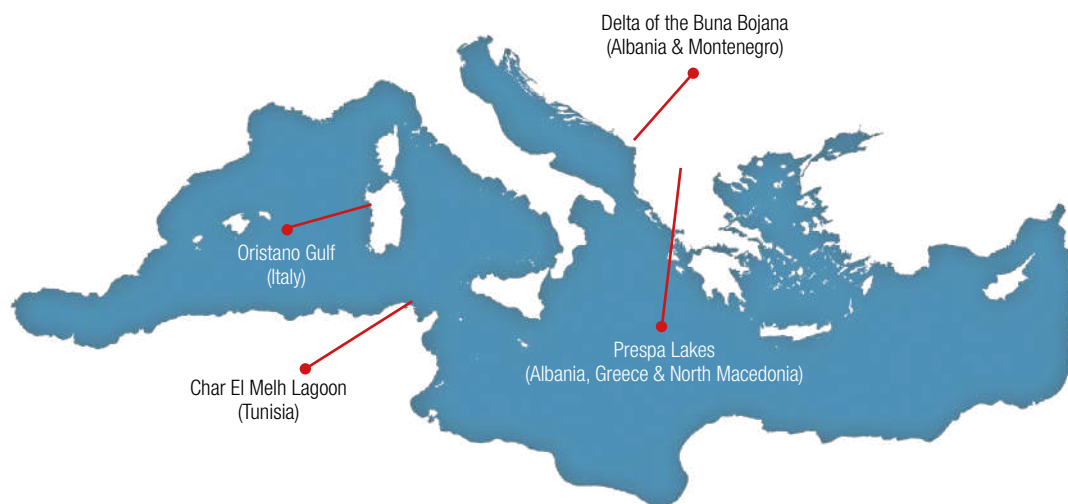 Delta of the Buna Bojana
(Albania & Montenegro)
Oristano Gulf
(Italy)
Prespa Lakes
(Albania, Greece & North Macedonia)
Char El Melh Lagoon
(Tunisia)